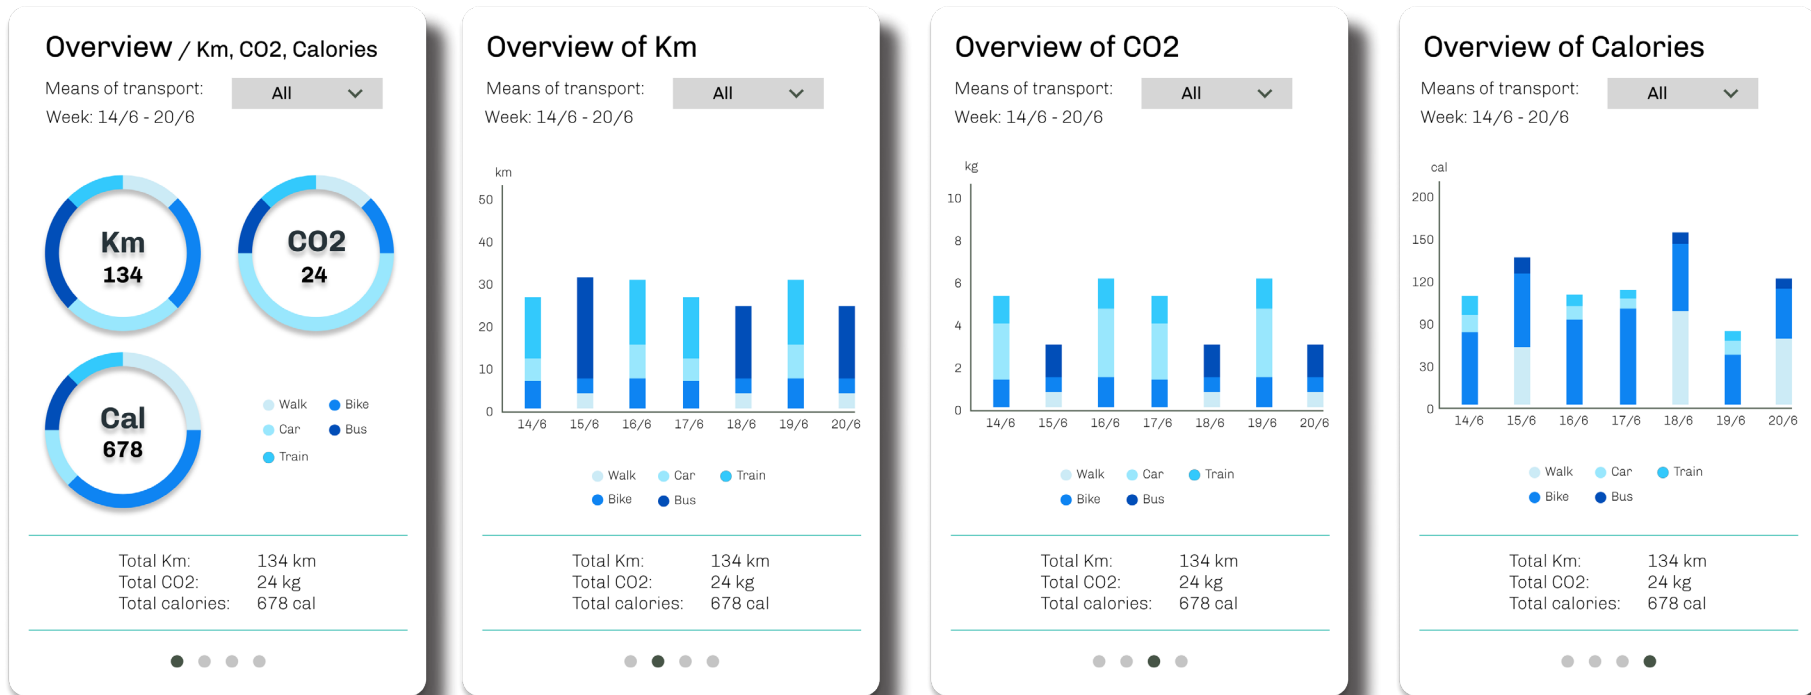 Overview / Km, CO2, Calories
Means of transport:
All
Week: 14/6 - 20/6
Km
134
CO2
24
Cal
678
Walk
Bike
Car
Bus
Train
Total Km: 134 km
Total CO2: 24 kg
Total calories: 678 cal
Overview of Km
Means of transport:
All
Week: 14/6 - 20/6
km
50
40
30
20
10
0
14/6 15/6 16/6 17/6 18/6 19/6 20/6
Walk Car Train
Bike Bus
Total Km: 134 km
Total CO2: 24 kg
Total calories: 678 cal
Overview of CO2
Means of transport:
All
Week: 14/6 - 20/6
kg
10
8
6
4
2
0
14/6 15/6 16/6 17/6 18/6 19/6 20/6
Walk Car Train
Bike Bus
Total Km: 134 km
Total CO2: 24 kg
Total calories: 678 cal
Overview of Calories
Means of transport:
All
Week: 14/6 - 20/6
cal
200
150
120
90
30
0
14/6 15/6 16/6 17/6 18/6 19/6 20/6
Walk Car Train
Bike Bus
Total Km: 134 km
Total CO2: 24 kg
Total calories: 678 cal